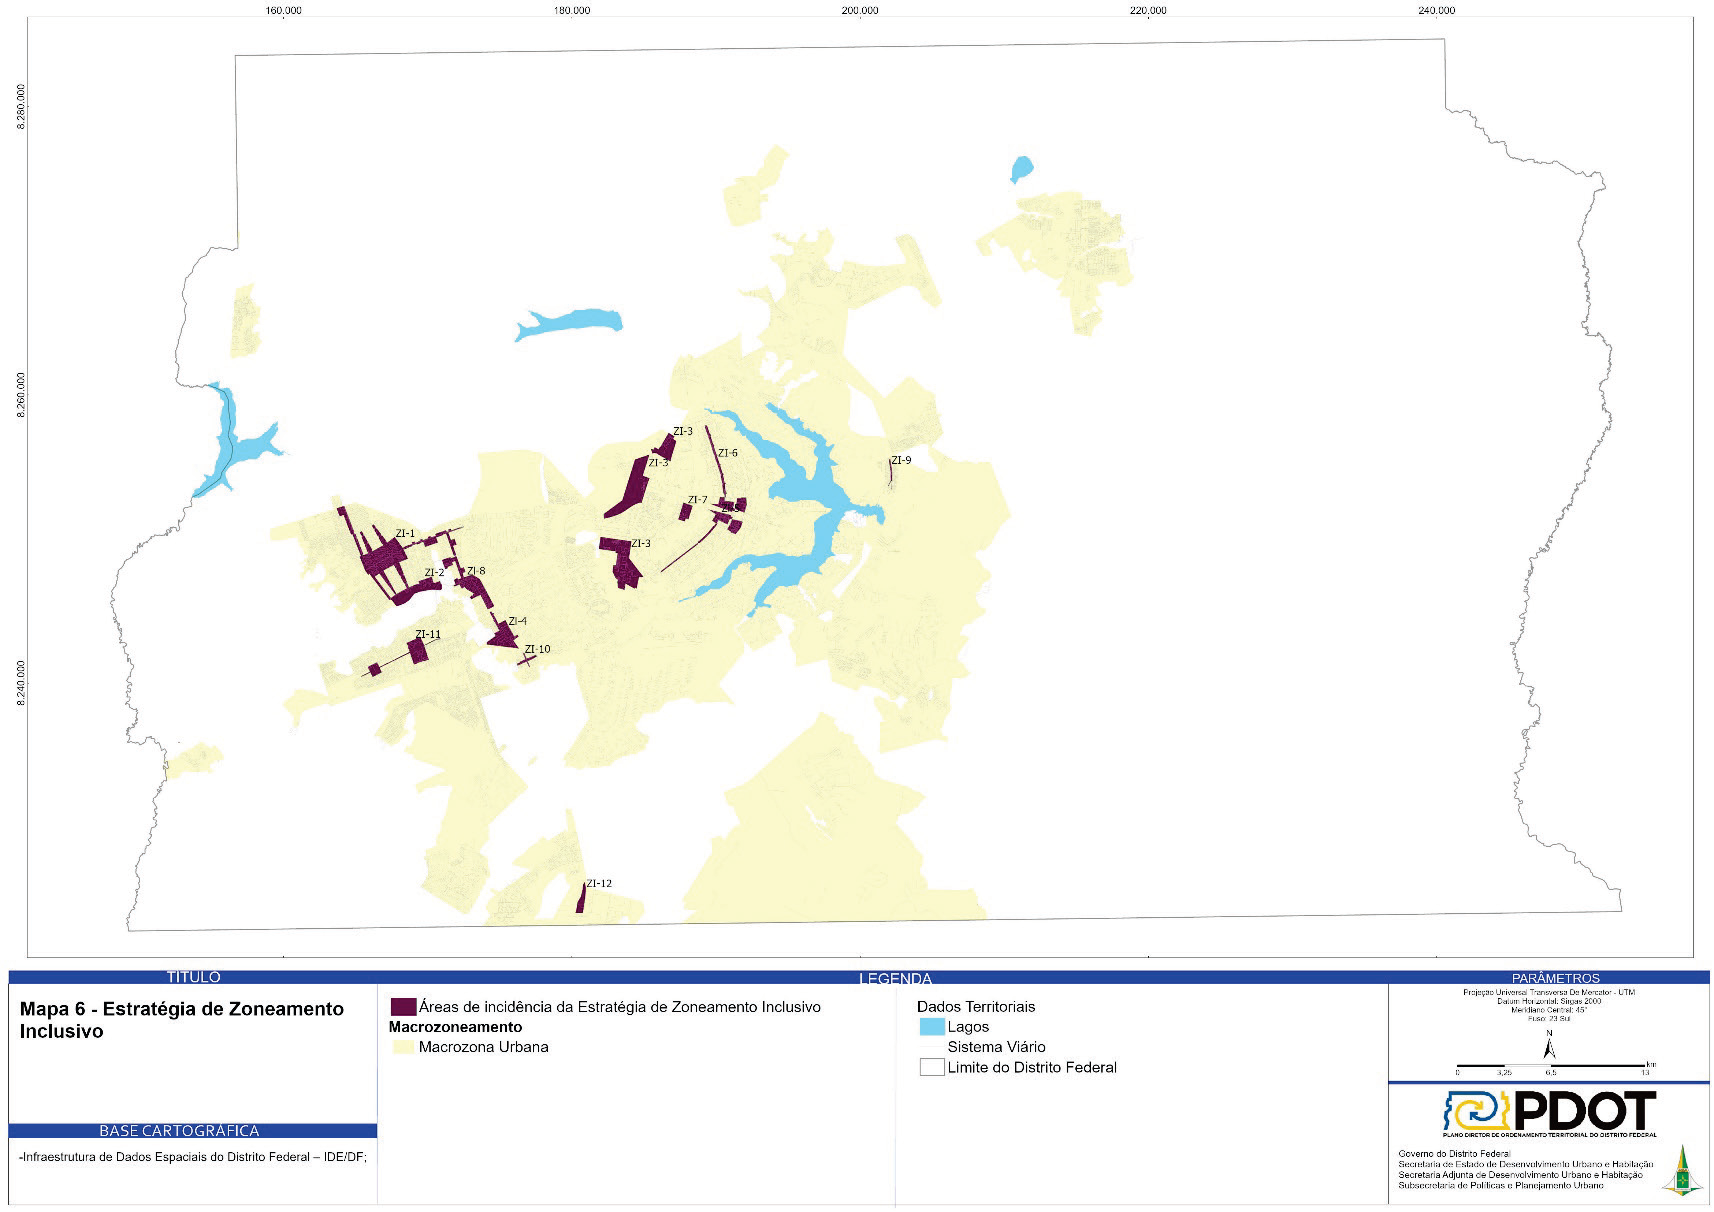 160.000
180.000
200.000
220.000
240.000
8.280.000
8.260.000
8.240.000
ZI-3
ZI-3
ZI-6
ZI-9
ZI-7
ZI-5
ZI-1
ZI-3
ZI-2
ZI-8
ZI-4
ZI-11
ZI-10
ZI-12
TÍTULO
Mapa 6 - Estratégia de Zoneamento
Inclusivo
BASE CARTOGRÁFICA
-Infraestrutura de Dados Espaciais do Distrito Federal – IDE/DF;
LEGENDA
Áreas de incidência da Estratégia de Zoneamento Inclusivo
Macrozoneamento
Macrozona Urbana
Dados Territoriais
Lagos
Sistema Viário
Limite do Distrito Federal
PARÂMETROS
Projeção Universal Transversa De Mercator - UTM
Datum Horizontal: Sirgas 2000
Meridiano Central: 45°
Fuso: 23 Sul
N
km
0 3,25 6,5 13
PDOT
PLANO DIRETOR DE ORDENAMENTO TERRITORIAL DO DISTRITO FEDERAL
Governo do Distrito Federal
Secretaria de Estado de Desenvolvimento Urbano e Habitação
Secretaria Adjunta de Desenvolvimento Urbano e Habitação
Subsecretaria de Políticas e Planejamento Urbano